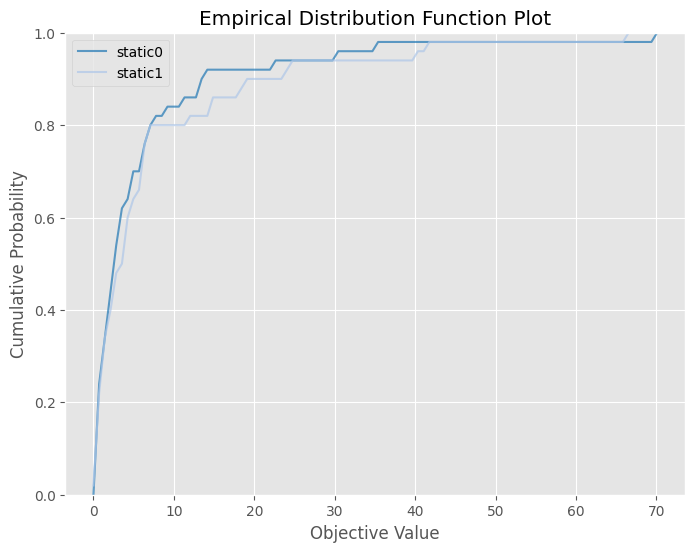 Empirical Distribution Function Plot
static0
static1
1.0
0.8
0.6
0.4
0.2
0.0
Cumulative Probability
0 10 20 30 40 50 60 70
Objective Value